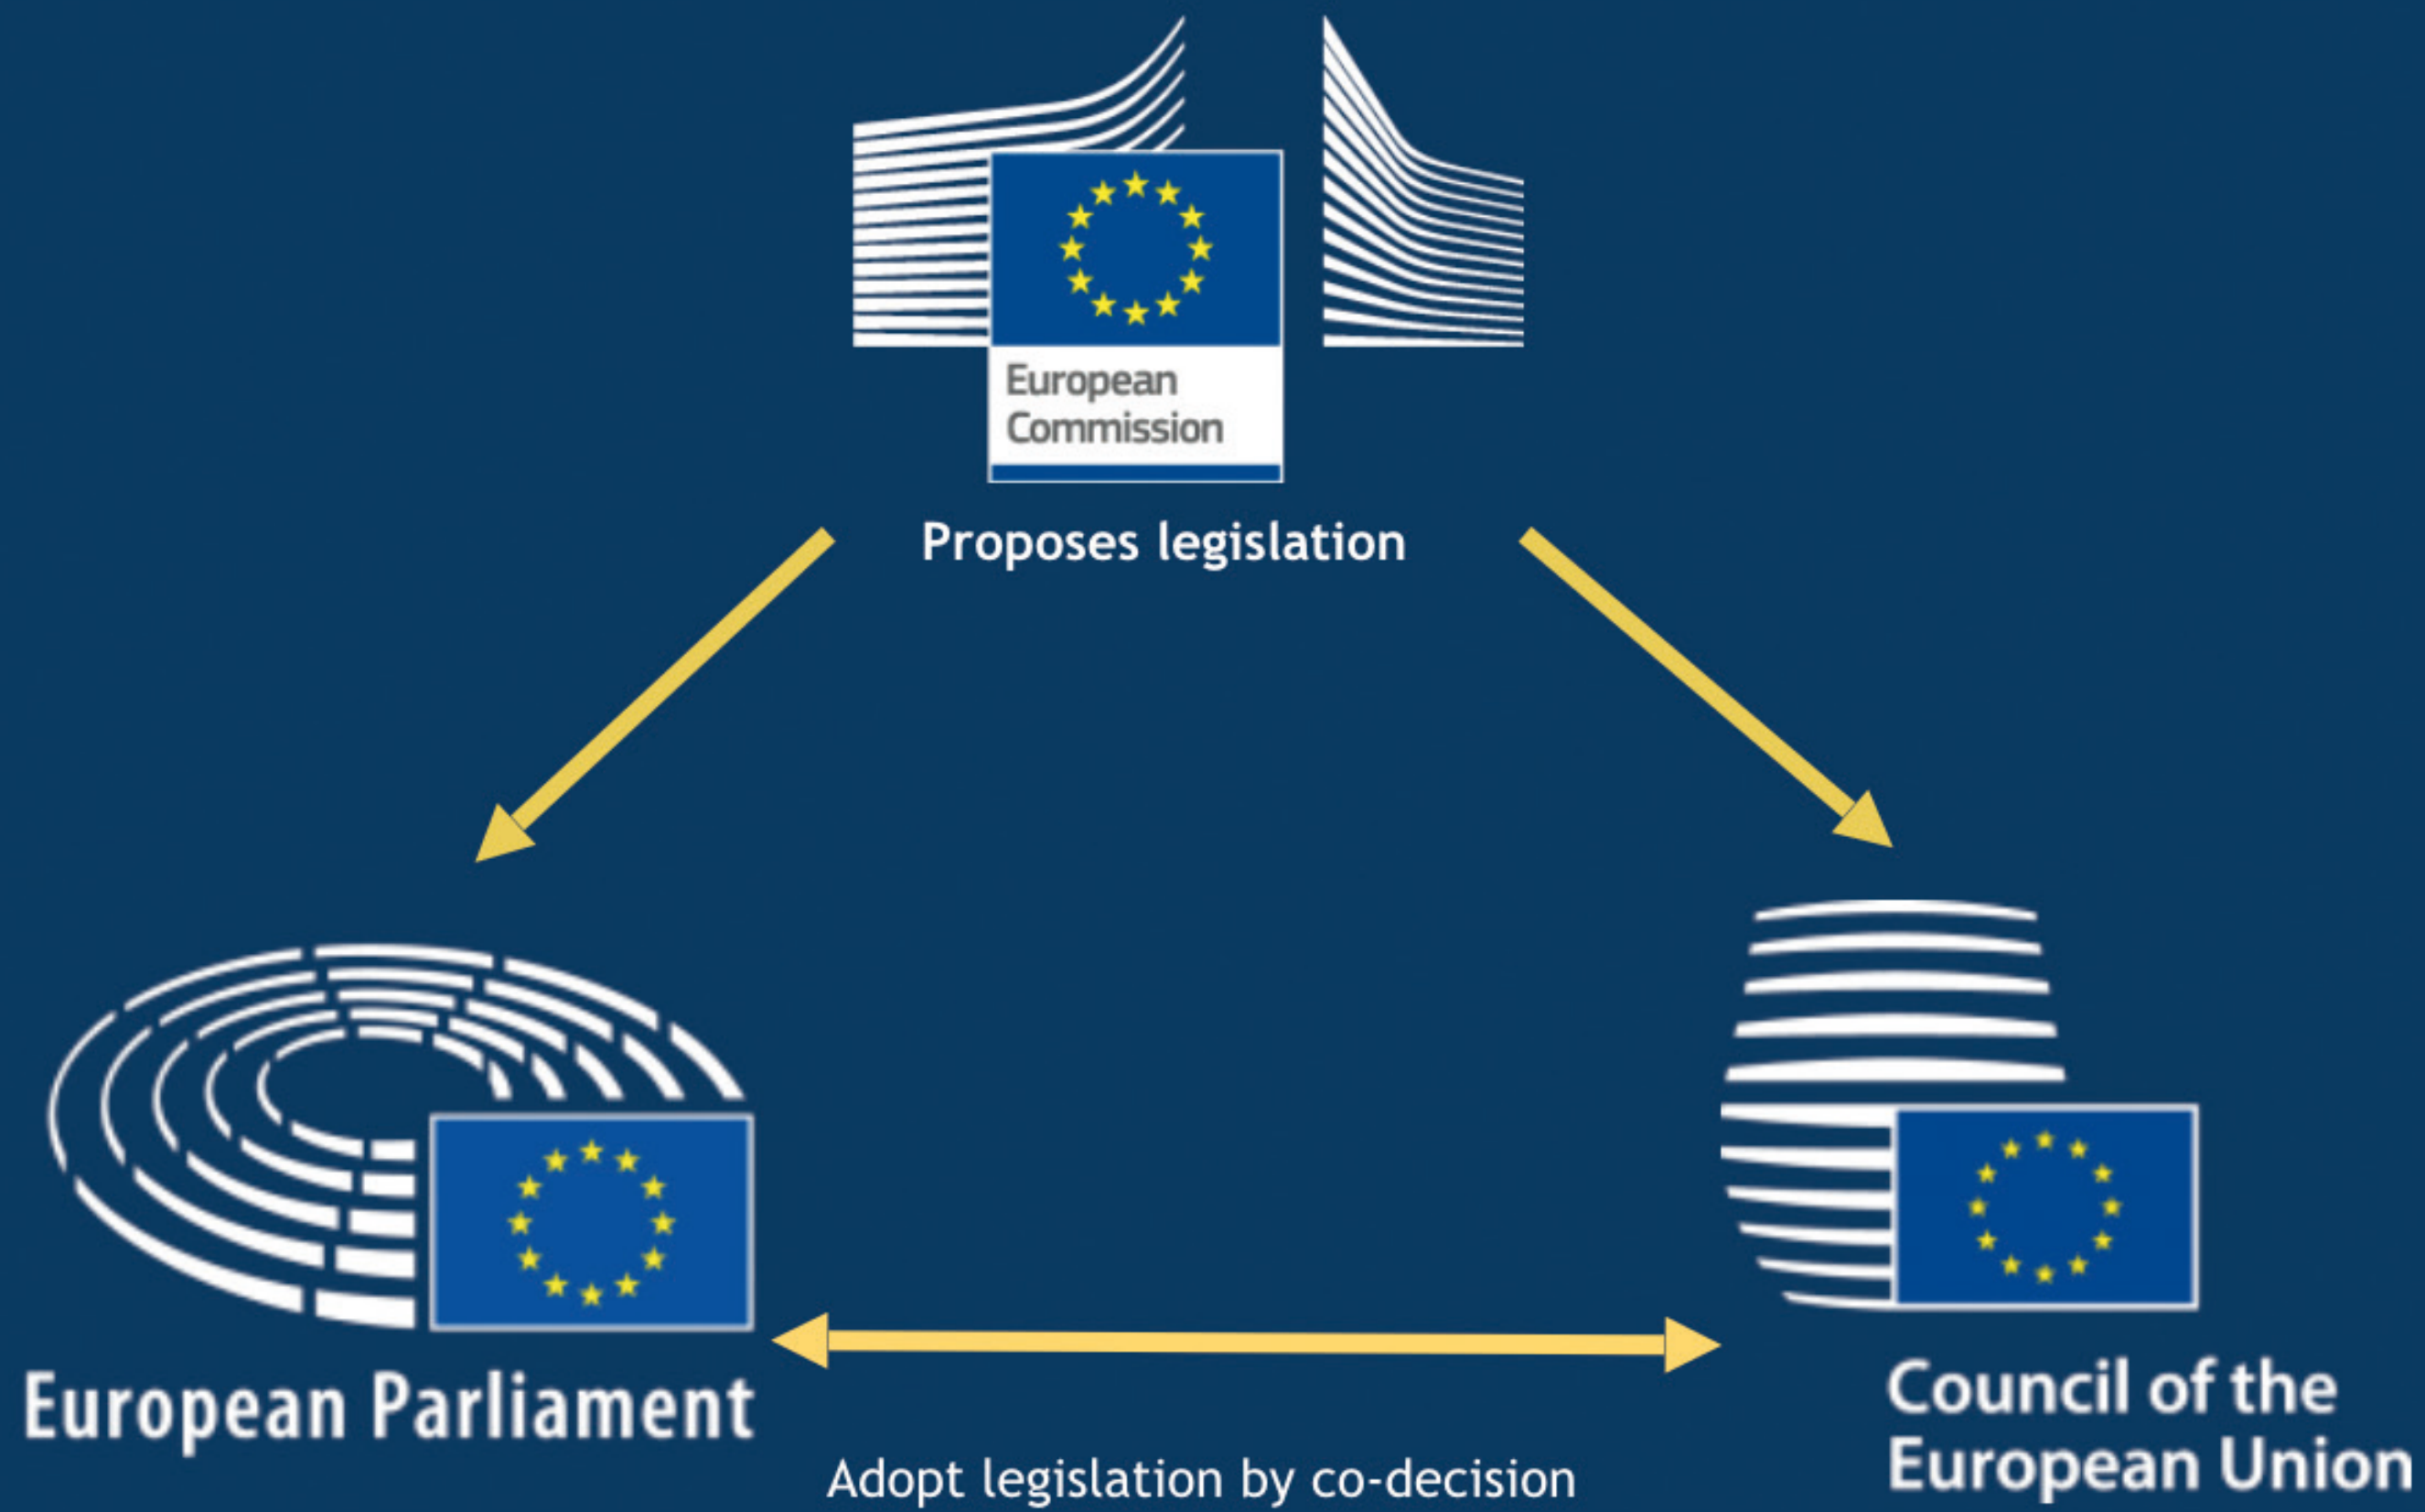 European
Commission
Proposes legislation
European Parliament
Council of the
European Union
Adopt legislation by co-decision